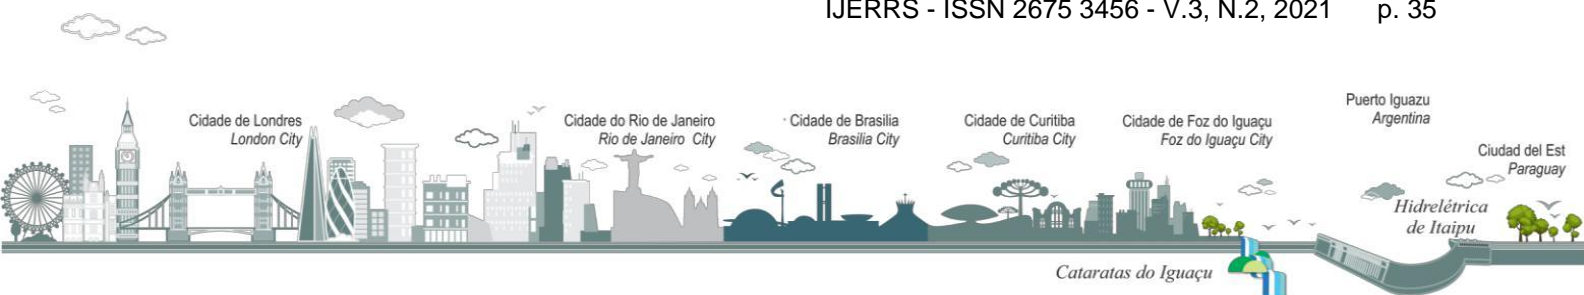 IJERRS - ISSN 2675 3456 - V.3, N.2, 2021 p. 35
Cidade de Londres
London City
Cidade do Rio de Janeiro
Rio de Janeiro City
Cidade de Brasilia
Brasilia City
Cidade de Curitiba
Curitiba City
Cidade de Foz do Iguaçu
Foz do Iguaçu City
Puerto Iguazu
Argentina
Ciudad del Est
Paraguay
Hidrelétrica
de Itaipu
Cataratas do Iguaçu